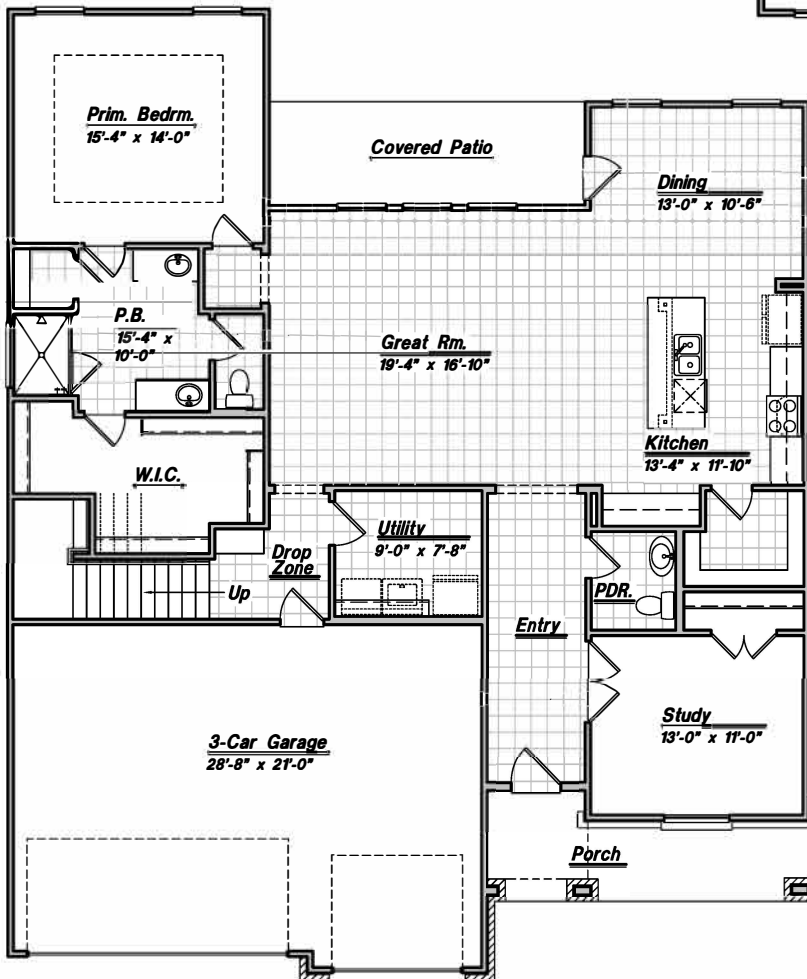 Prim. Bedrm.
15'-4" x 14'-0"
Covered Patio
Dining
13'-0" x 10'-6"
P.B.
15'-4" x
10'-0"
Great Rm.
19'-4" x 16'-10"
Kitchen
13'-4" x 11'-10"
W.I.C.
Utility
9'-0" x 7'-8"
Drop
Zone
Up
PDR.
Entry
Study
13'-0" x 11'-0"
3-Car Garage
28'-8" x 21'-0"
Porch